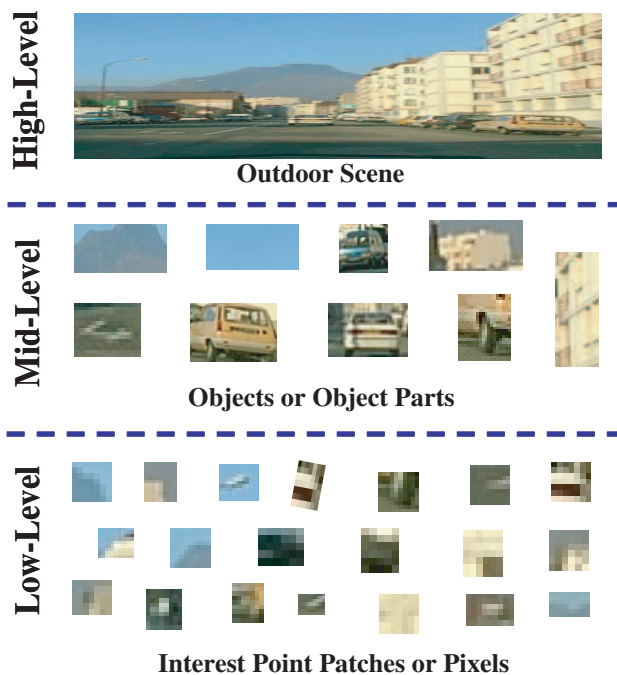 High-Level
Outdoor Scene
Mid-Level
Objects or Object Parts
Low-Level
Interest Point Patches or Pixels